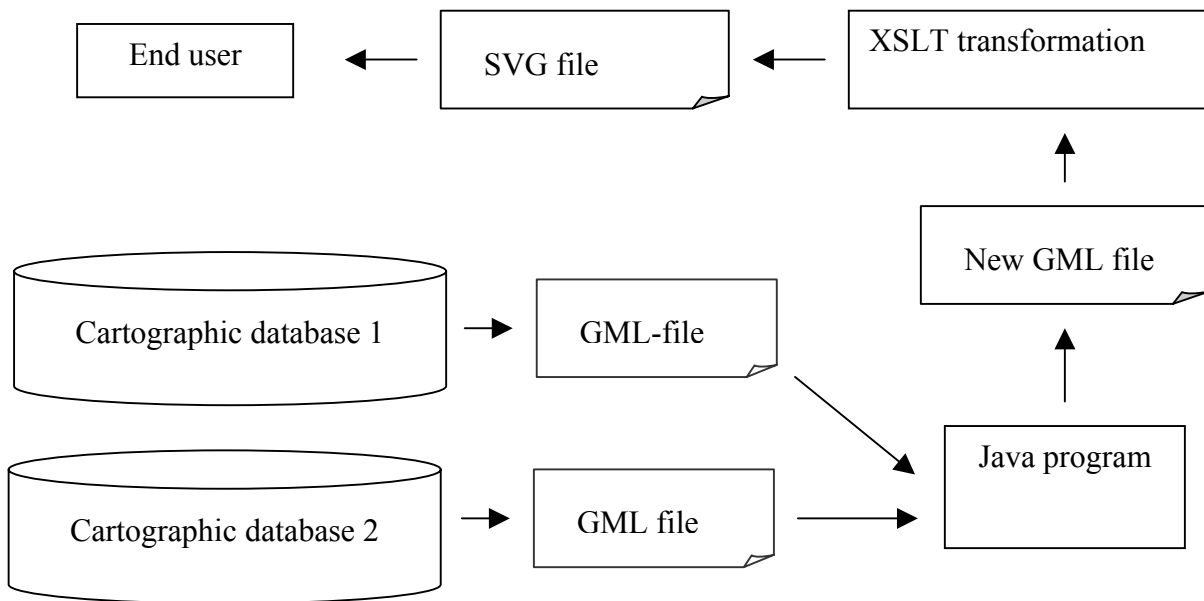 End user
SVG file
XSLT transformation
New GML file
Cartographic database 1
GML-file
Java program
Cartographic database 2
GML file